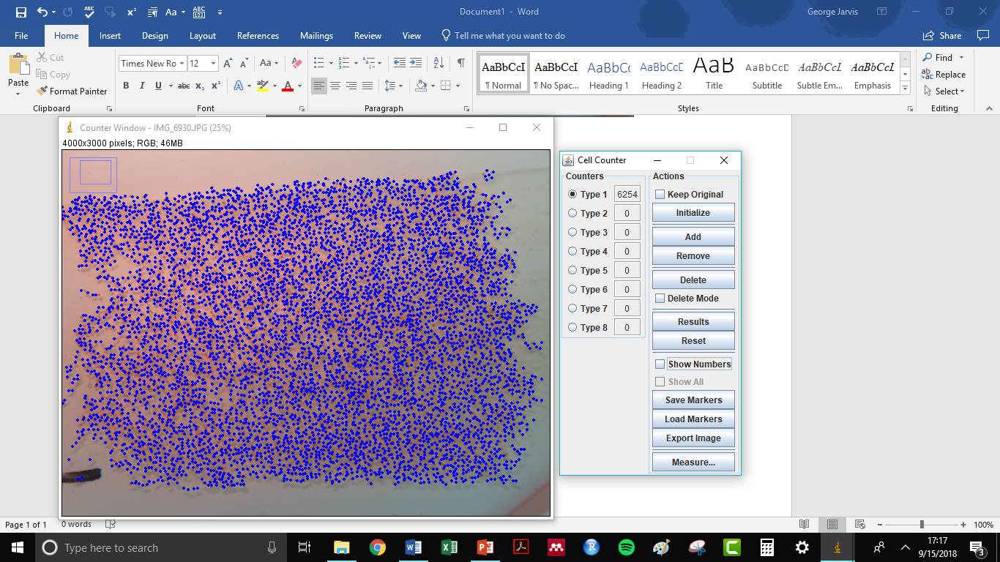 Document1 - Word
George Jarvis
File Home Insert Design Layout References Mailings Review View Tell me what you want to do Share
Paste
Cut
Copy
Format Painter
Clipboard
Times New Ro 12
Aa
B I U abc x₂ x²
Font
Paragraph
AaBbCcI AaBbCcI AaBbCc AaBbCcD AaB AaBbCcD AaBbCcI AaBbCcI
¶ Normal ¶ No Spac... Heading 1 Heading 2 Title Subtitle Subtle Em... Emphasis
Styles
Find
Replace
Select
Editing
Counter Window - IMG_6930.JPG (25%)
4000x3000 pixels; RGB; 46MB
Cell Counter
Counters
Type 1 6254
Type 2 0
Type 3 0
Type 4 0
Type 5 0
Type 6 0
Type 7 0
Type 8 0
Actions
Keep Original
Initialize
Add
Remove
Delete
Delete Mode
Results
Reset
Show Numbers
Show All
Save Markers
Load Markers
Export Image
Measure...
Page 1 of 1 0 words
100%
Type here to search
17:17
9/15/2018
3